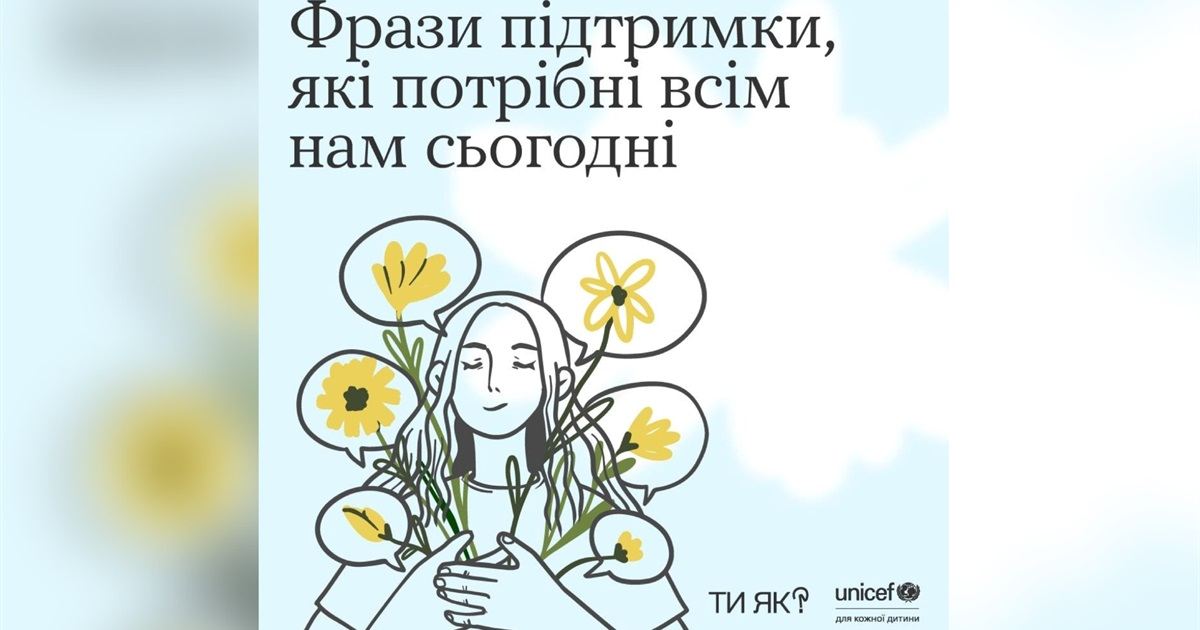 Фрази підтримки,
які потрібні всім
нам сьогодні
ТИ ЯК?
unicef
для кожної дитини